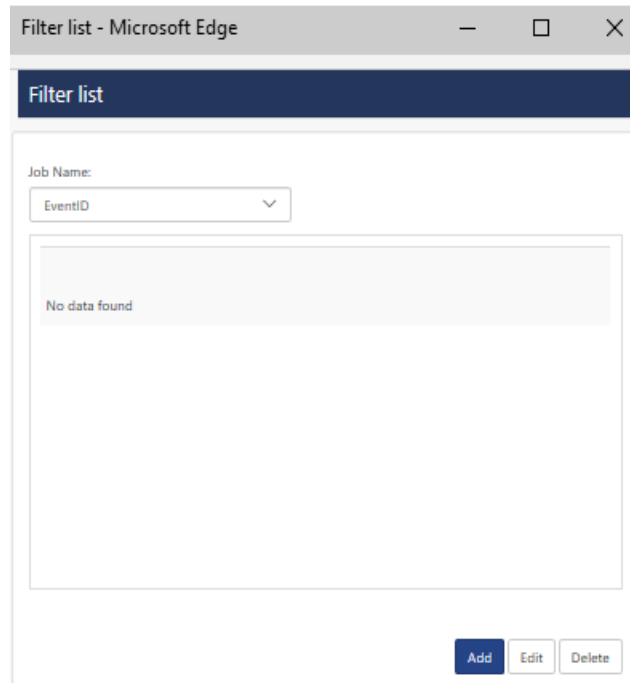 Filter list - Microsoft Edge
Filter list
Job Name:
EventID
No data found
Add Edit Delete